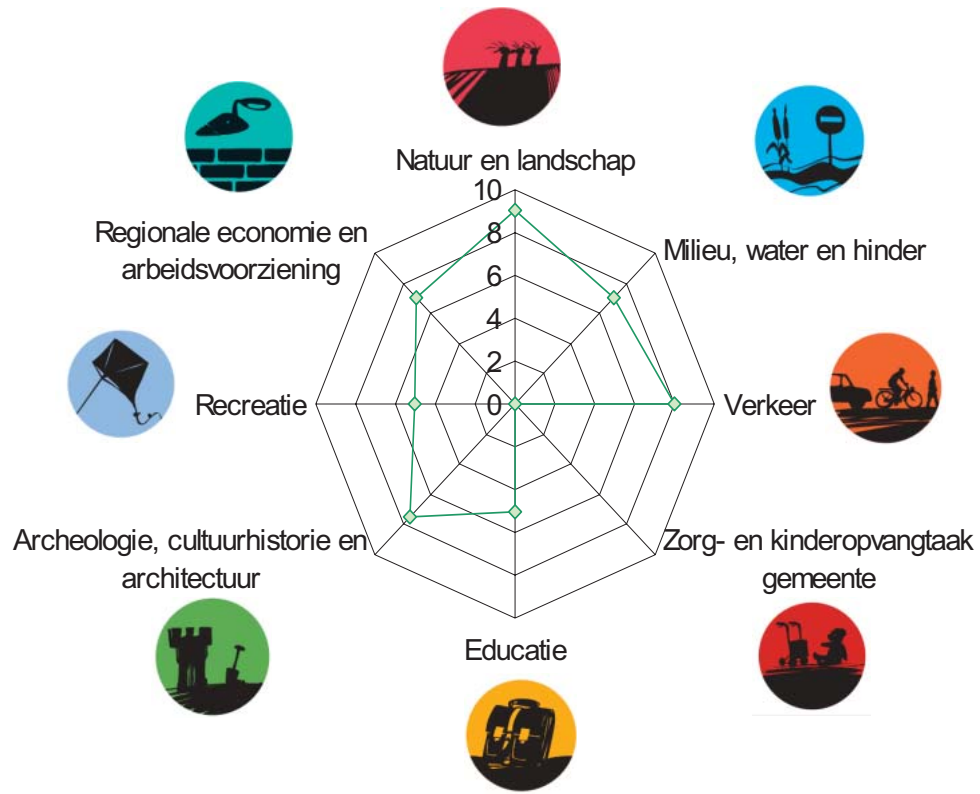 Natuur en landschap
Regionale economie en
arbeidsvoorziening
Milieu, water en hinder
10
8
6
4
2
0
Recreatie
Verkeer
Archeologie, cultuurhistorie en
architectuur
Zorg- en kinderopvangtaak
gemeente
Educatie